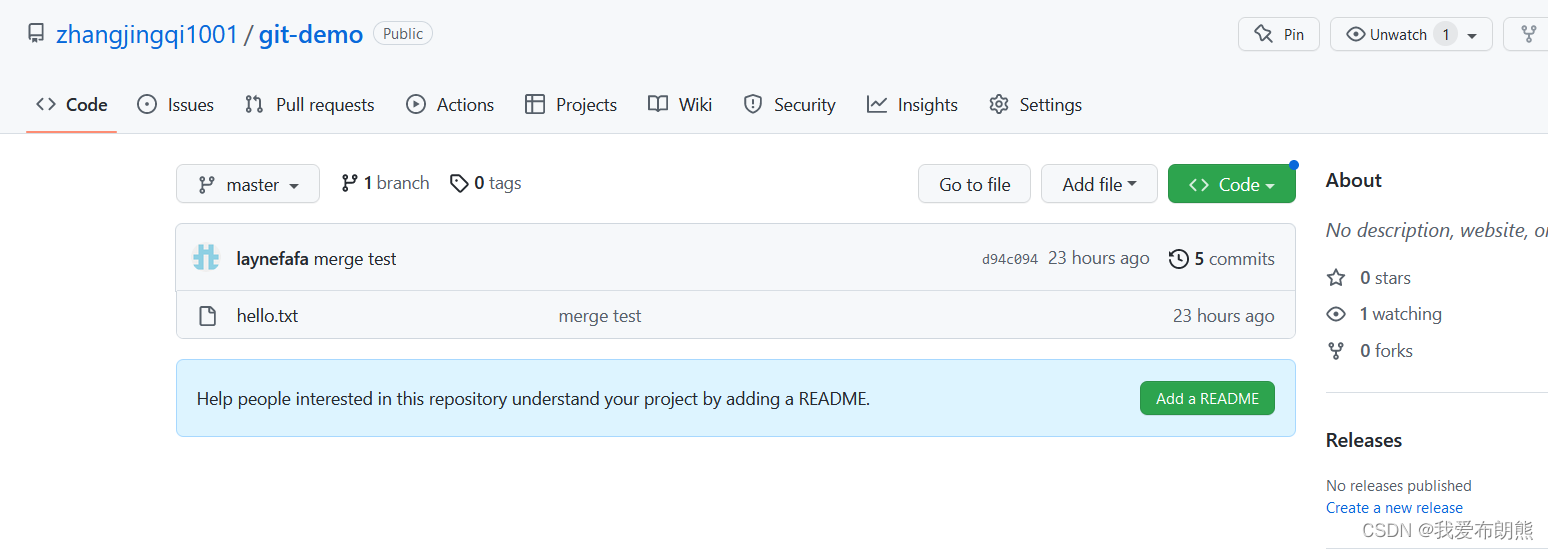 zhangjingqi1001 / git-demo Public Pin Unwatch 1
Code Issues Pull requests Actions Projects Wiki Security Insights Settings
master 1 branch 0 tags Go to file Add file Code
laynefafa merge test d94c094 23 hours ago 5 commits
hello.txt merge test 23 hours ago
Help people interested in this repository understand your project by adding a README. Add a README
About
No description, website, or
0 stars
1 watching
0 forks
Releases
No releases published
Create a new release
CSDN @我爱布朗熊